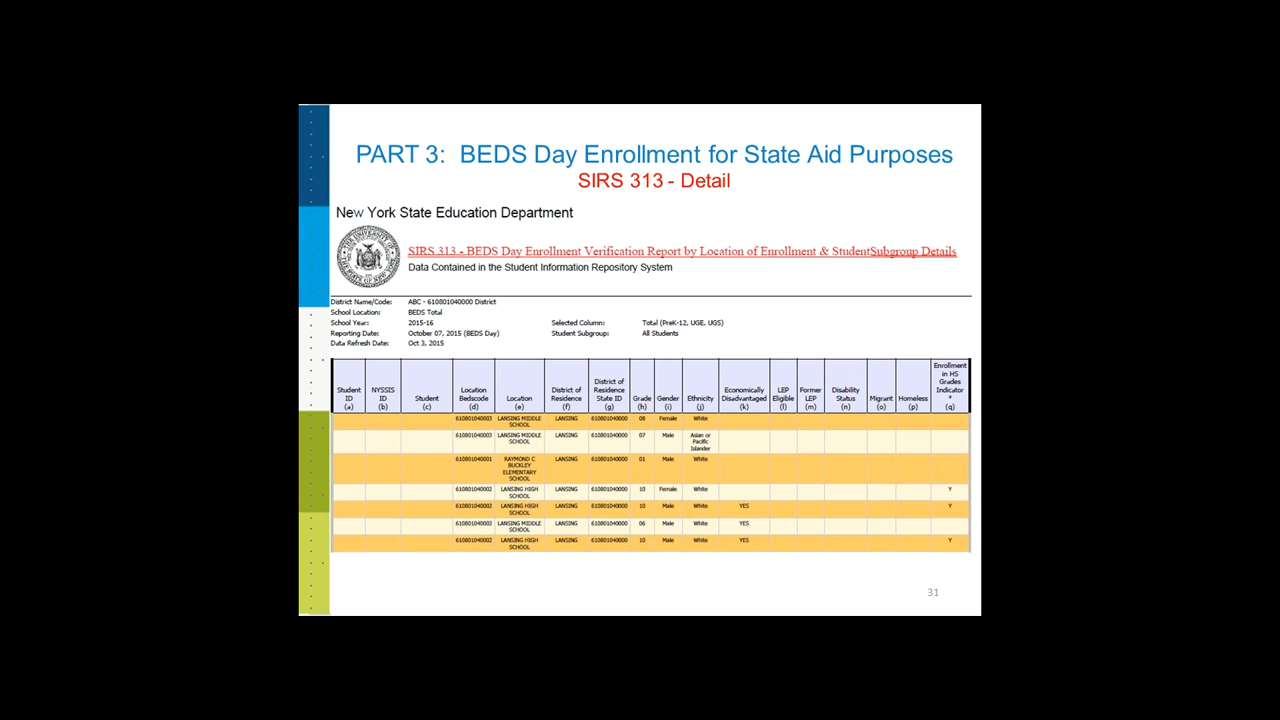 PART 3: BEDS Day Enrollment for State Aid Purposes
SIRS 313 - Detail
New York State Education Department
SIRS 313 - BEDS Day Enrollment Verification Report by Location of Enrollment & StudentSubgroup Details
Data Contained in the Student Information Repository System
District Name/Code: ABC - 610801040000 District
School Location: BEDS Total
School Year: 2015-16 Selected Column: Total (PreK-12, UGE, UGS)
Reporting Date: October 07, 2015 (BEDS Day) Student Subgroup: All Students
Data Refresh Date: Oct 3, 2015
Student ID (a) NYSSIS ID (b) Student (c) Location Bedscode (d) Location (e) District of Residence (f) District of Residence State ID (g) Grade (h) Gender (i) Ethnicity (j) Economically Disadvantaged (k) LEP Eligible (l) Former LEP (m) Disability Status (n) Migrant (o) Homeless (p) Enrollment in HS Grades Indicator * (q)
610801040003 LANSING MIDDLE SCHOOL LANSING 610801040000 08 Female White
610801040003 LANSING MIDDLE SCHOOL LANSING 610801040000 07 Male Asian or Pacific Islander
610801040001 RAYMOND C BUCKLEY ELEMENTARY SCHOOL LANSING 610801040000 01 Male White
610801040002 LANSING HIGH SCHOOL LANSING 610801040000 10 Female White Y
610801040002 LANSING HIGH SCHOOL LANSING 610801040000 10 Male White YES Y
610801040003 LANSING MIDDLE SCHOOL LANSING 610801040000 06 Male White YES
610801040002 LANSING HIGH SCHOOL LANSING 610801040000 10 Male White YES Y
31